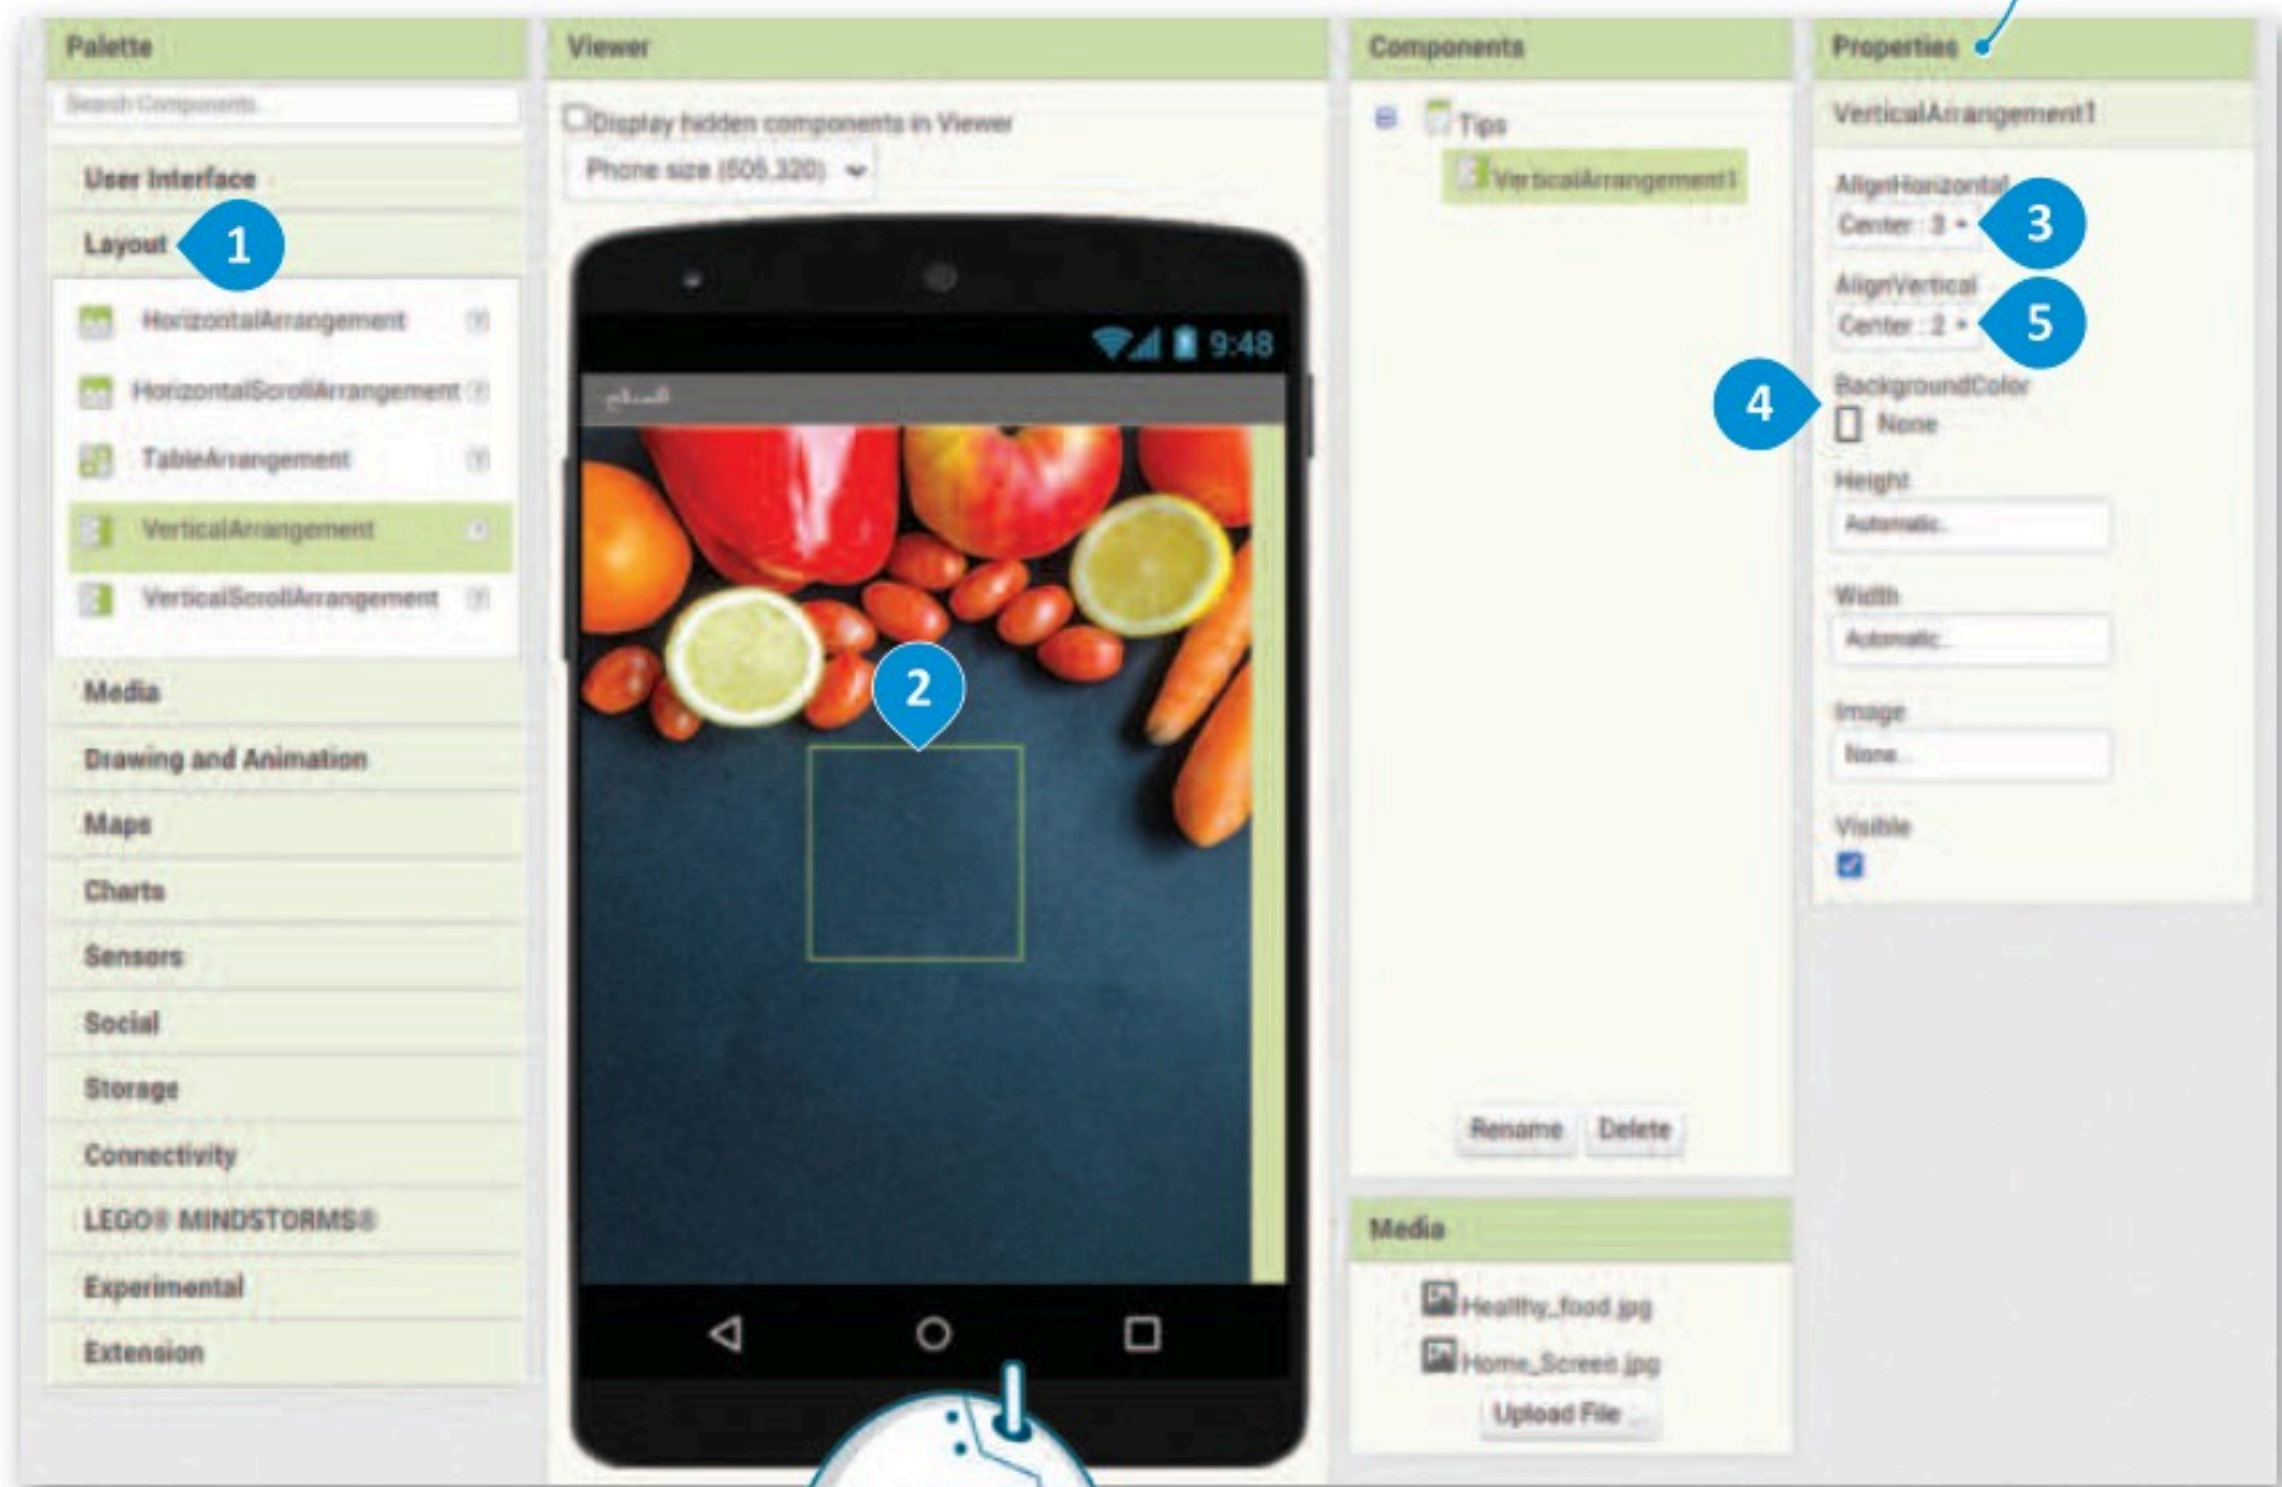 Palette
Search Components...
User Interface
Layout
1
HorizontalArrangement
HorizontalScrollArrangement
TableArrangement
VerticalArrangement
VerticalScrollArrangement
Media
Drawing and Animation
Maps
Charts
Sensors
Social
Storage
Connectivity
LEGO® MINDSTORMS®
Experimental
Extension
Viewer
Display hidden components in Viewer
Phone size (505,320)
9:48
2
Components
Tips
VerticalArrangement1
Rename Delete
Media
Healthy_food.jpg
Home_Screen.jpg
Upload File ...
Properties
VerticalArrangement1
AlignHorizontal
Center : 3
3
AlignVertical
Center : 2
5
4
BackgroundColor
None
Height
Automatic...
Width
Automatic...
Image
None...
Visible